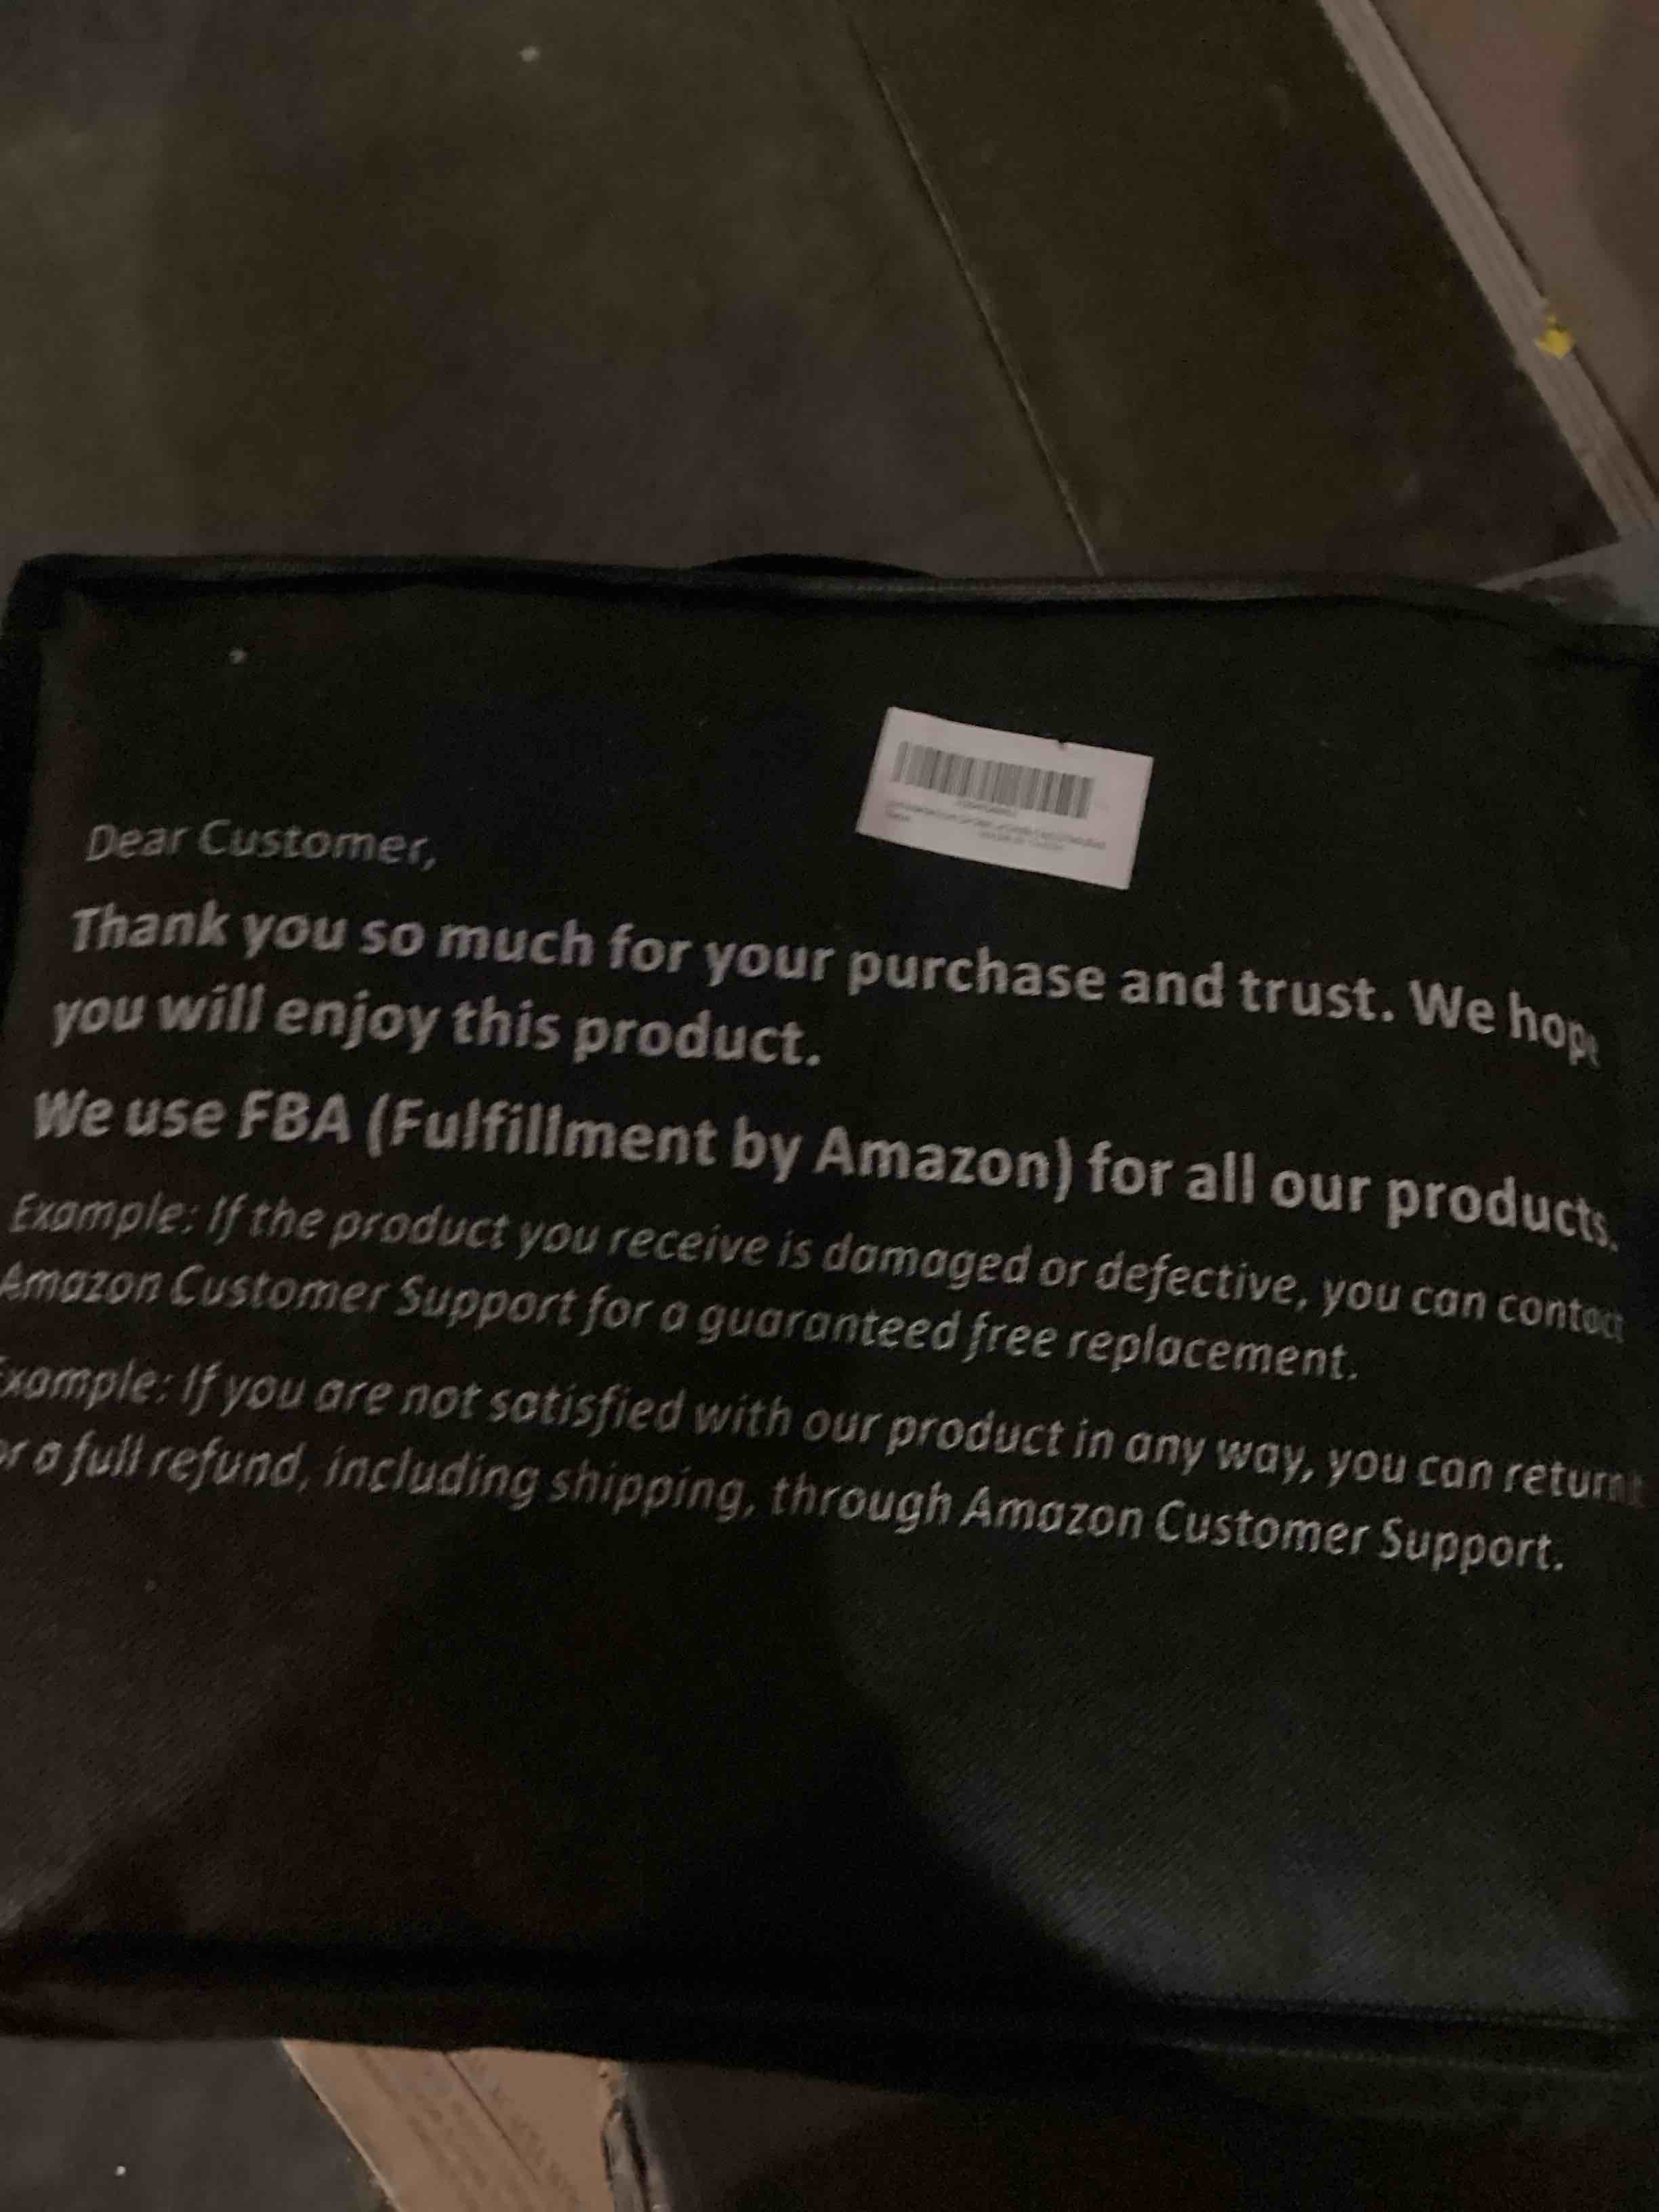 Dear Customer,
Thank you so much for your purchase and trust. We hope
you will enjoy this product.
We use FBA (Fulfillment by Amazon) for all our products.
Example: If the product you receive is damaged or defective, you can contact
Amazon Customer Support for a guaranteed free replacement.
Example: If you are not satisfied with our product in any way, you can return
or a full refund, including shipping, through Amazon Customer Support.